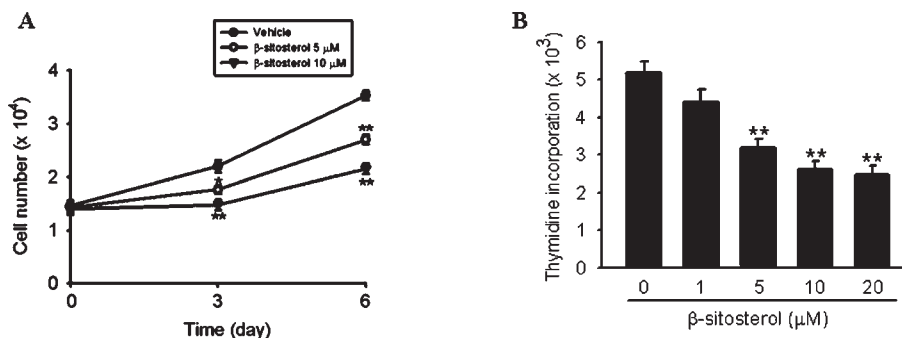 A
Vehicle
β-sitosterol 5 μM
β-sitosterol 10 μM
Cell number (x 10⁴)
4
3
2
1
0
**
*
**
**
0 3 6
Time (day)
B
Thymidine incorporation (x 10³)
6
5
4
3
2
1
0
** ** **
0 1 5 10 20
β-sitosterol (μM)